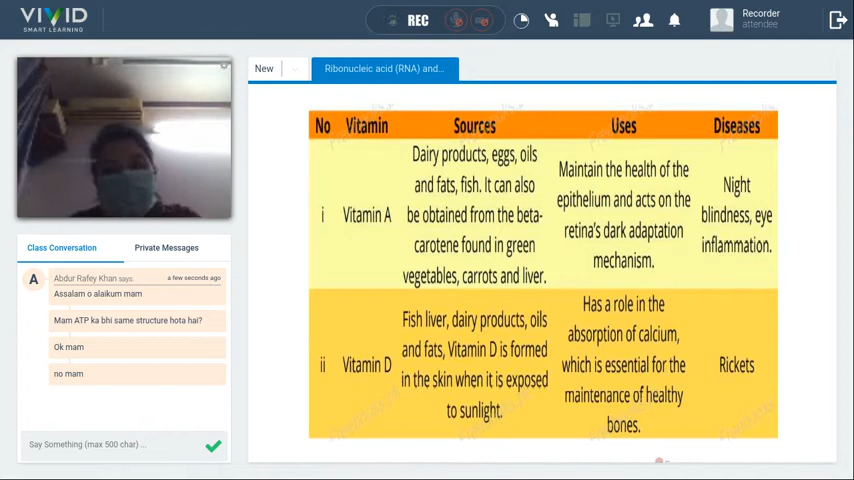 VIVID
SMART LEARNING
REC
Recorder
attendee
New
Ribonucleic acid (RNA) and...
Class Conversation
Private Messages
A
Abdur Rafey Khan says:
a few seconds ago
Assalam o alaikum mam
Mam ATP ka bhi same structure hota hai?
Ok mam
no mam
Say Something (max 500 char) ...
No Vitamin Sources Uses Diseases
i
Vitamin A
Dairy products, eggs, oils
and fats, fish. It can also
be obtained from the beta-
carotene found in green
vegetables, carrots and liver.
Maintain the health of the
epithelium and acts on the
retina's dark adaptation
mechanism.
Night
blindness, eye
inflammation.
ii
Vitamin D
Fish liver, dairy products, oils
and fats, Vitamin D is formed
in the skin when it is exposed
to sunlight.
Has a role in the
absorption of calcium,
which is essential for the
maintenance of healthy
bones.
Rickets